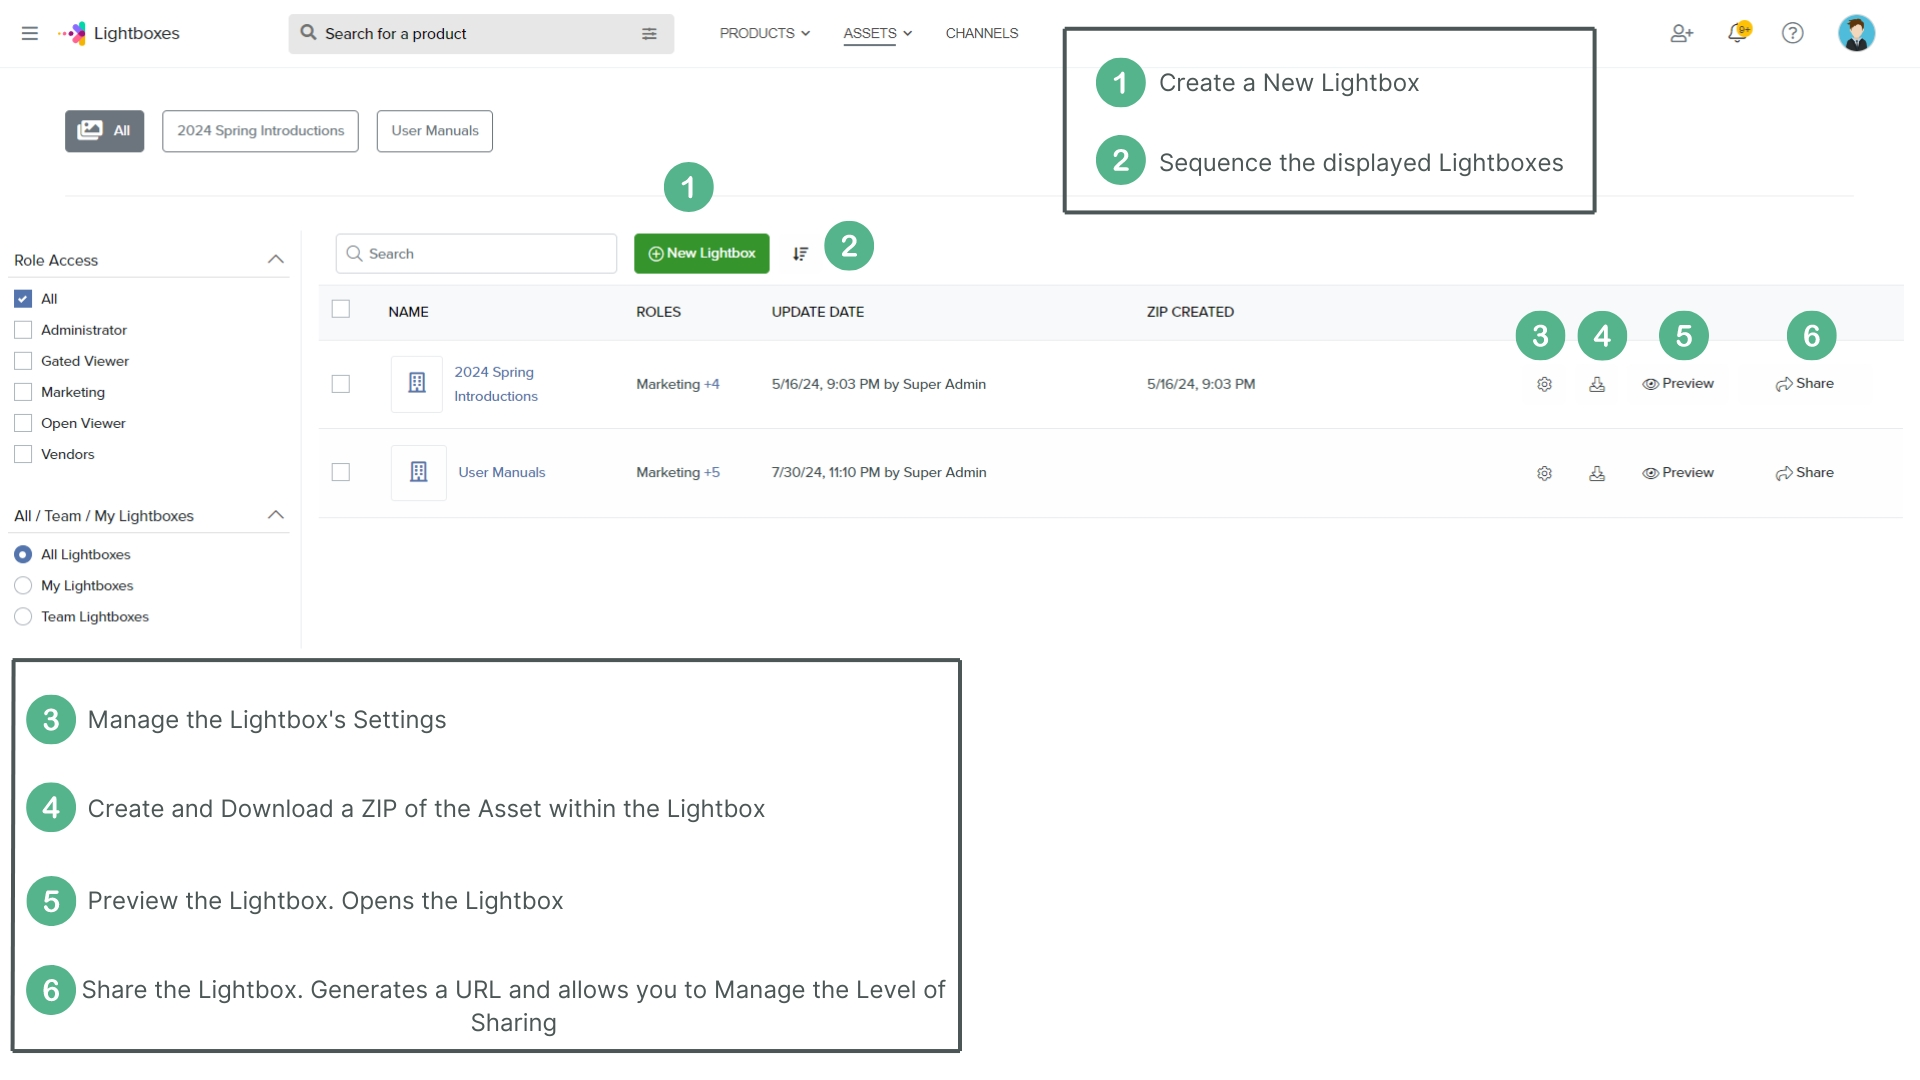 Lightboxes
Search for a product
PRODUCTS
ASSETS
CHANNELS
9+
1 Create a New Lightbox
2 Sequence the displayed Lightboxes
All
2024 Spring Introductions
User Manuals
1
2
Role Access
All
Administrator
Gated Viewer
Marketing
Open Viewer
Vendors
All / Team / My Lightboxes
All Lightboxes
My Lightboxes
Team Lightboxes
Search
New Lightbox
NAME ROLES UPDATE DATE ZIP CREATED
3 4 5 6
2024 Spring
Introductions
Marketing +4 5/16/24, 9:03 PM by Super Admin 5/16/24, 9:03 PM Preview Share
User Manuals Marketing +5 7/30/24, 11:10 PM by Super Admin Preview Share
3 Manage the Lightbox's Settings
4 Create and Download a ZIP of the Asset within the Lightbox
5 Preview the Lightbox. Opens the Lightbox
6 Share the Lightbox. Generates a URL and allows you to Manage the Level of
Sharing